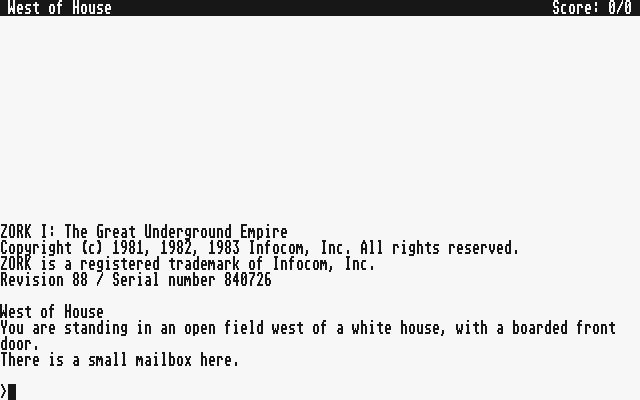 West of House Score: 0/0
ZORK I: The Great Underground Empire
Copyright (c) 1981, 1982, 1983 Infocom, Inc. All rights reserved.
ZORK is a registered trademark of Infocom, Inc.
Revision 88 / Serial number 840726
West of House
You are standing in an open field west of a white house, with a boarded front
door.
There is a small mailbox here.
>